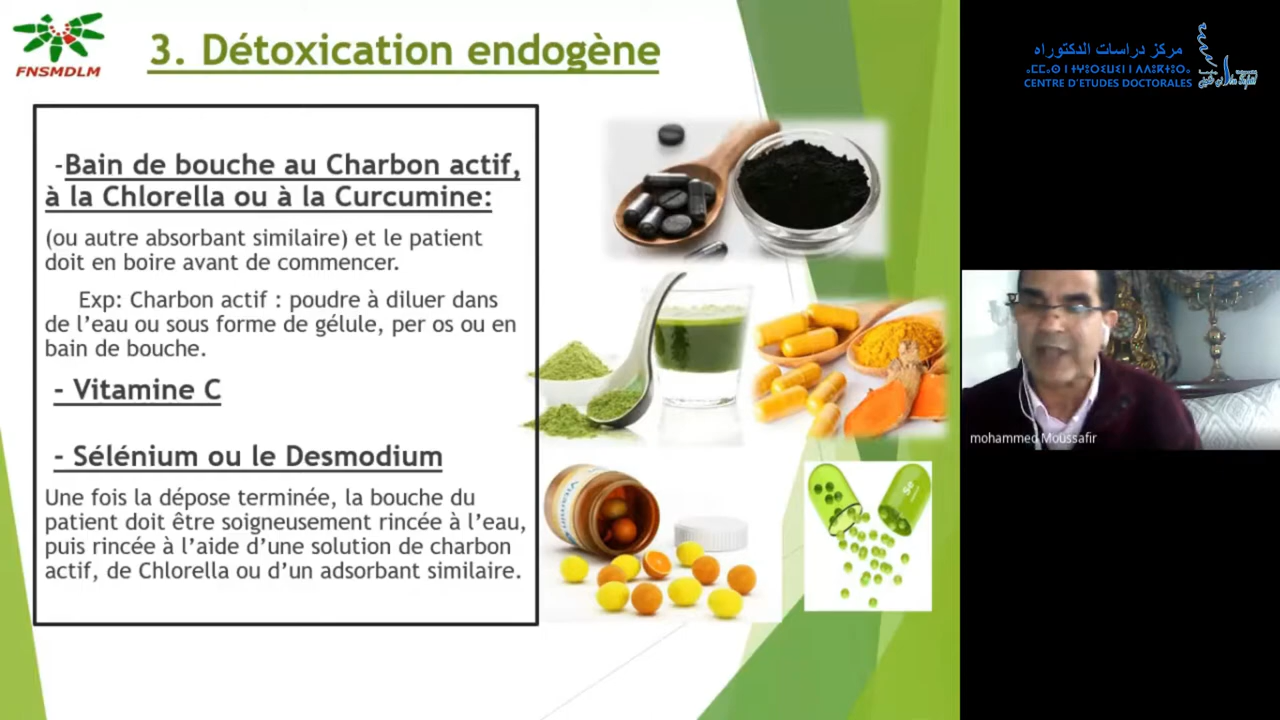 FNSMDLM
3. Détoxication endogène
-Bain de bouche au Charbon actif,
à la Chlorella ou à la Curcumine:
(ou autre absorbant similaire) et le patient
doit en boire avant de commencer.
Exp: Charbon actif : poudre à diluer dans
de l’eau ou sous forme de gélule, per os ou en
bain de bouche.
- Vitamine C
- Sélénium ou le Desmodium
Une fois la dépose terminée, la bouche du
patient doit être soigneusement rincée à l’eau,
puis rincée à l’aide d’une solution de charbon
actif, de Chlorella ou d’un adsorbant similaire.
Se
مركز دراسات الدكتوراه
CENTRE D'ETUDES DOCTORALES
mohammed Moussafir